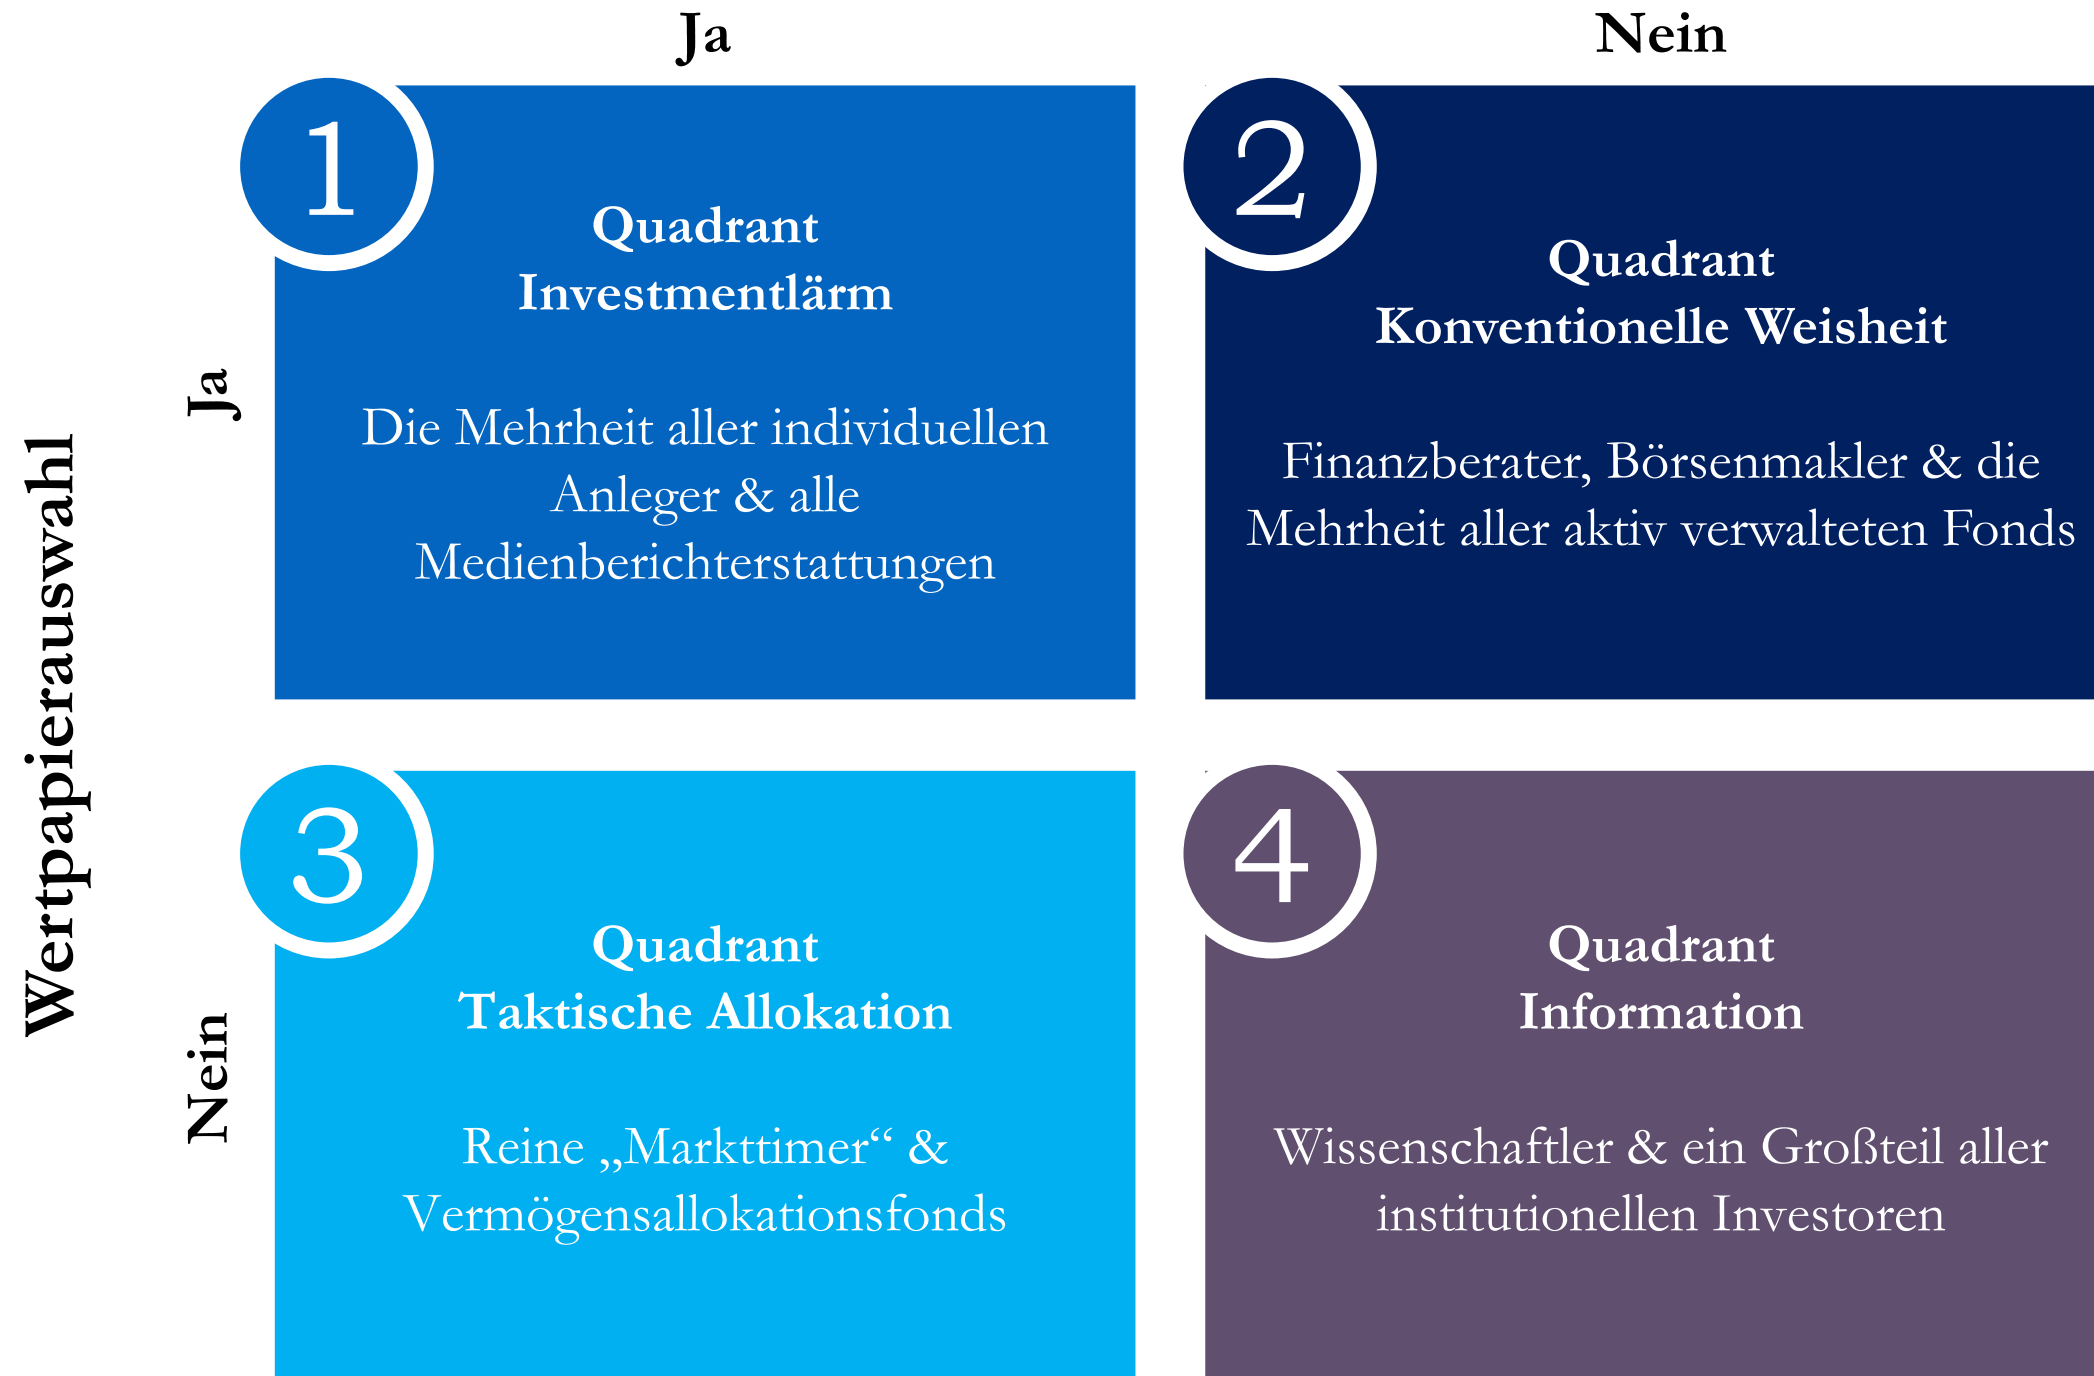 Ja
Nein
Wertpapierauswahl
Ja
1
Quadrant
Investmentlärm
Die Mehrheit aller individuellen
Anleger & alle
Medienberichterstattungen
2
Quadrant
Konventionelle Weisheit
Finanzberater, Börsenmakler & die
Mehrheit aller aktiv verwalteten Fonds
Nein
3
Quadrant
Taktische Allokation
Reine „Markttimer“ &
Vermögensallokationsfonds
4
Quadrant
Information
Wissenschaftler & ein Großteil aller
institutionellen Investoren